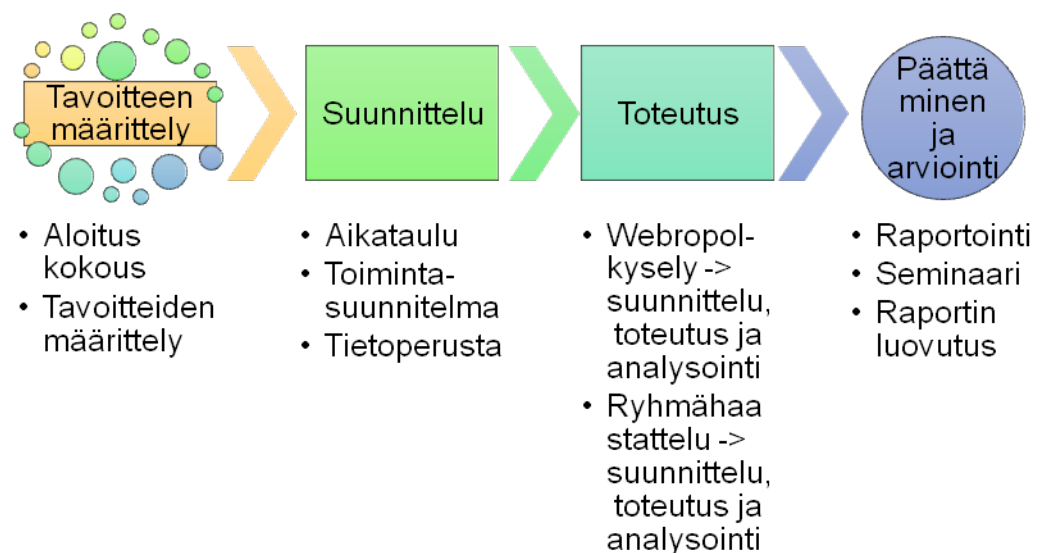 Tavoitteen
määrittely
Suunnittelu
Toteutus
Päättä
minen
ja
arviointi
• Aloitus
kokous
• Tavoitteiden
määrittely
• Aikataulu
• Toiminta-
suunnitelma
• Tietoperusta
• Webropol-
kysely ->
suunnittelu,
toteutus ja
analysointi
• Ryhmähaa
stattelu ->
suunnittelu,
toteutus ja
analysointi
• Raportointi
• Seminaari
• Raportin
luovutus